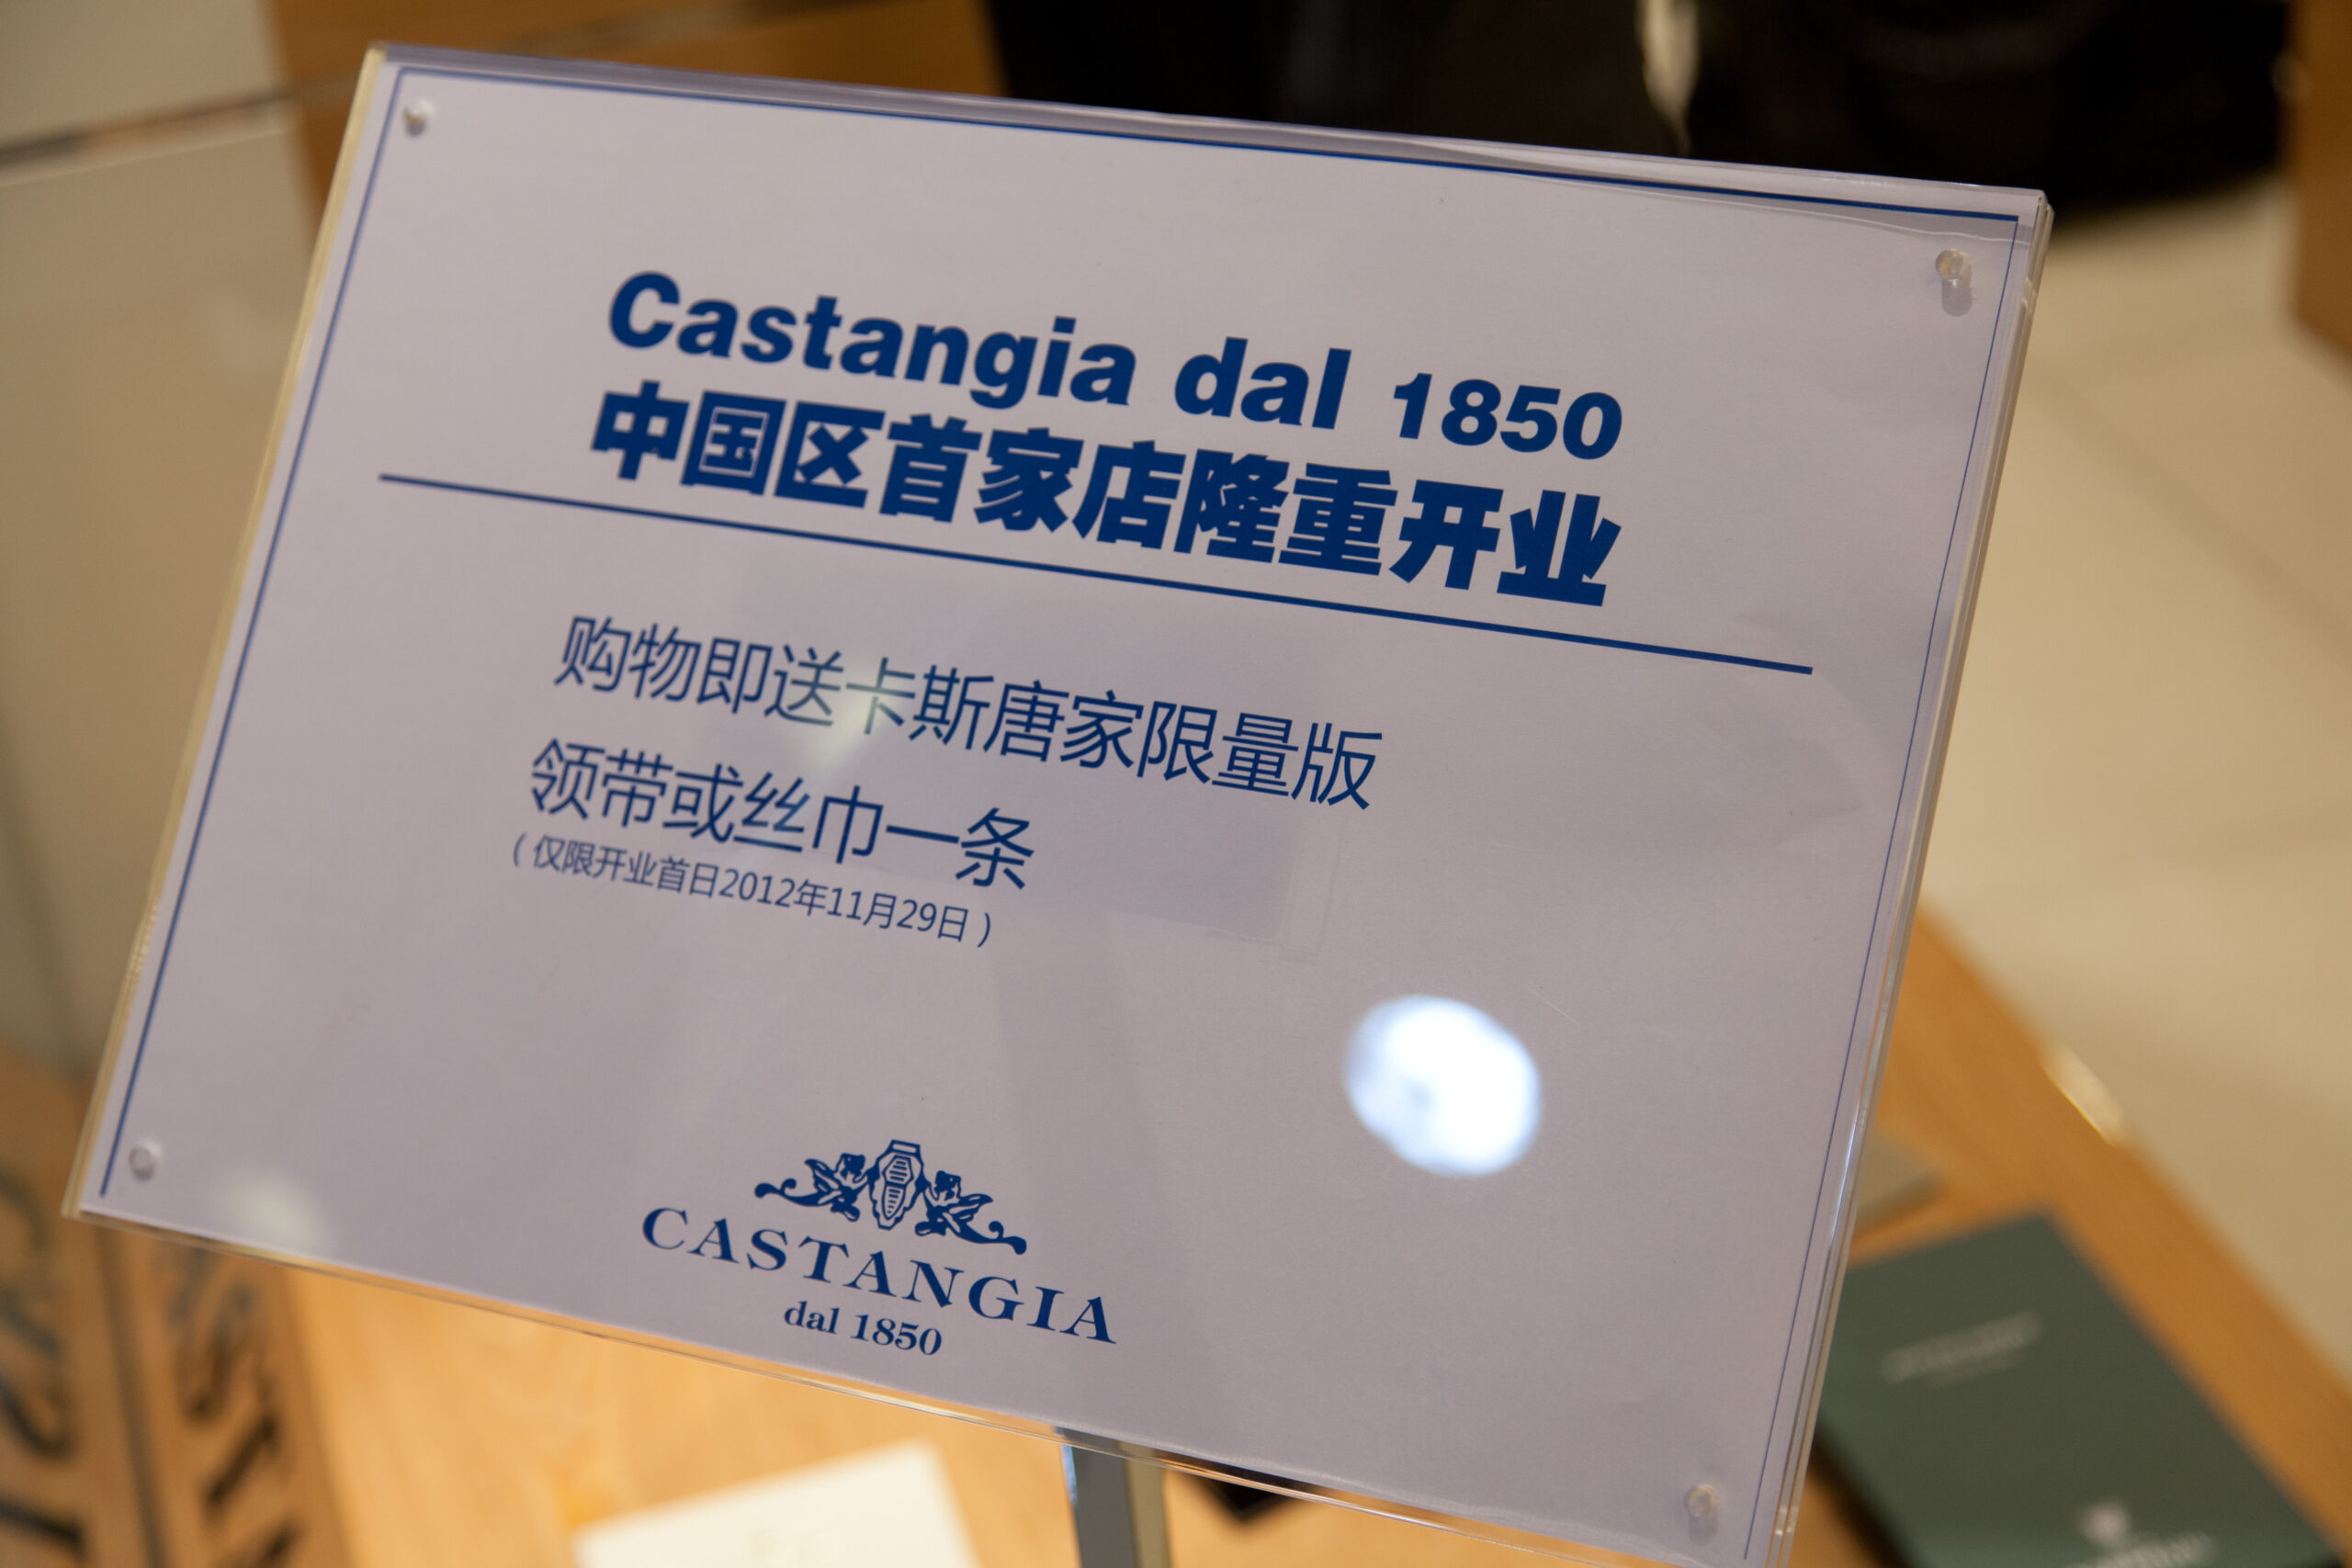 Castangia dal 1850
中国区首家店隆重开业
购物即送卡斯唐家限量版
领带或丝巾一条
（仅限开业首日2012年11月29日）
CASTANGIA
dal 1850